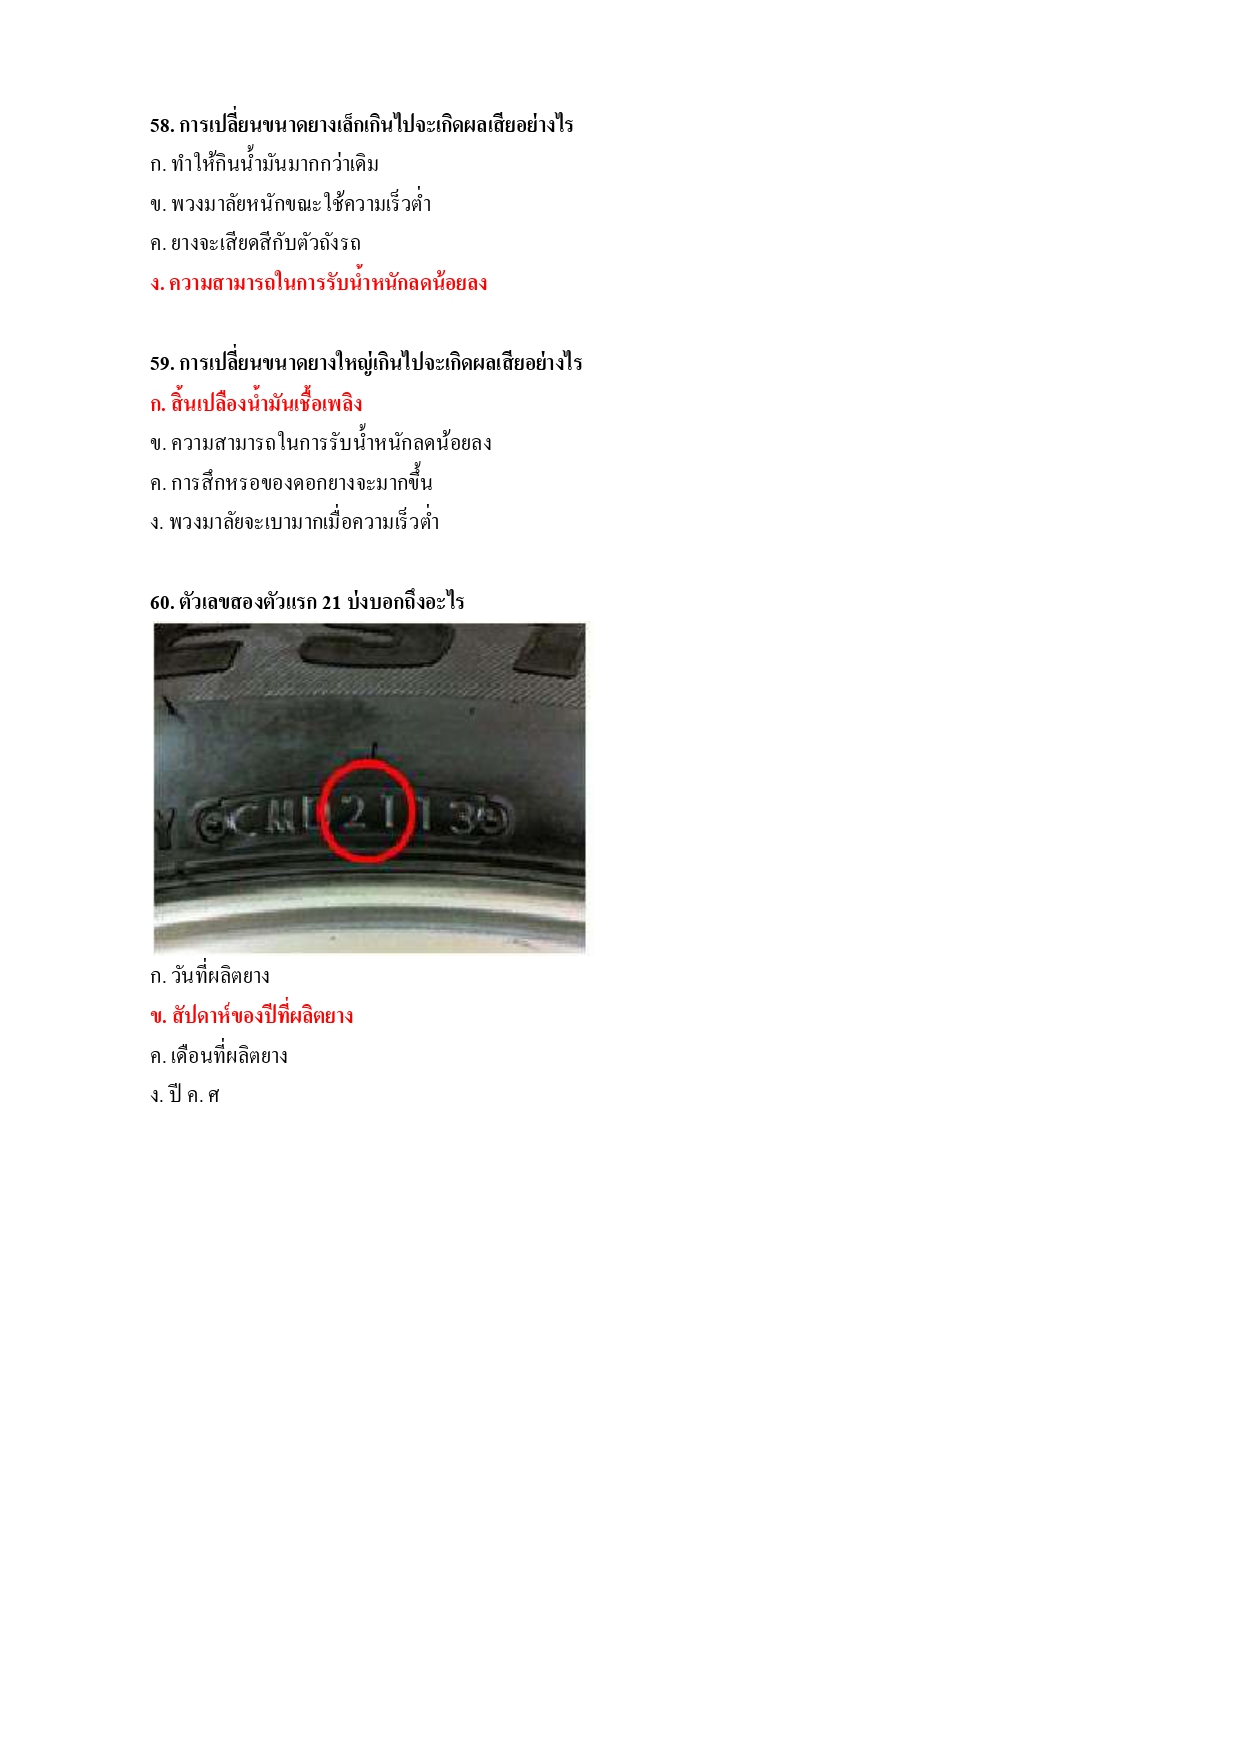 58. การเปลี่ยนขนาดยางเล็กเกินไปจะเกิดผลเสียอย่างไร
ก. ทำให้กินน้ำมันมากกว่าเดิม
ข. พวงมาลัยหนักขณะใช้ความเร็วต่ำ
ค. ยางจะเสียดสีกับตัวถังรถ
ง. ความสามารถในการรับน้ำหนักลดน้อยลง
59. การเปลี่ยนขนาดยางใหญ่เกินไปจะเกิดผลเสียอย่างไร
ก. สิ้นเปลืองน้ำมันเชื้อเพลิง
ข. ความสามารถในการรับน้ำหนักลดน้อยลง
ค. การสึกหรอของดอกยางจะมากขึ้น
ง. พวงมาลัยจะเบามากเมื่อความเร็วต่ำ
60. ตัวเลขสองตัวแรก 21 บ่งบอกถึงอะไร
Y CMD2113
ก. วันที่ผลิตยาง
ข. สัปดาห์ของปีที่ผลิตยาง
ค. เดือนที่ผลิตยาง
ง. ปี ค. ศ